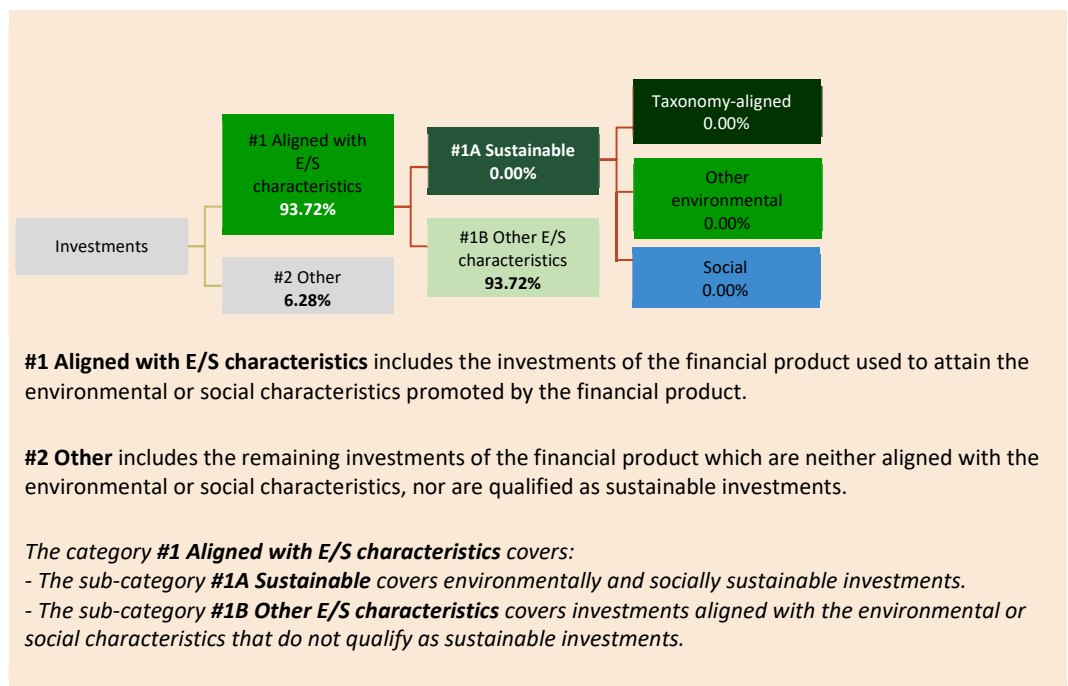 Investments
#1 Aligned with
E/S
characteristics
93.72%
#2 Other
6.28%
#1A Sustainable
0.00%
#1B Other E/S
characteristics
93.72%
Taxonomy-aligned
0.00%
Other
environmental
0.00%
Social
0.00%
#1 Aligned with E/S characteristics includes the investments of the financial product used to attain the
environmental or social characteristics promoted by the financial product.
#2 Other includes the remaining investments of the financial product which are neither aligned with the
environmental or social characteristics, nor are qualified as sustainable investments.
The category #1 Aligned with E/S characteristics covers:
- The sub-category #1A Sustainable covers environmentally and socially sustainable investments.
- The sub-category #1B Other E/S characteristics covers investments aligned with the environmental or
social characteristics that do not qualify as sustainable investments.